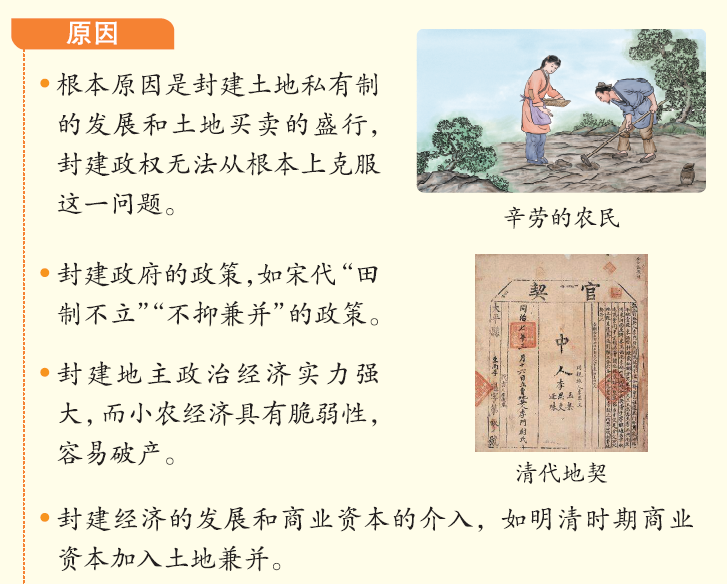 原因
根本原因是封建土地私有制
的发展和土地买卖的盛行，
封建政权无法从根本上克服
这一问题。
辛劳的农民
封建政府的政策，如宋代“田
制不立”“不抑兼并”的政策。
封建地主政治经济实力强
大，而小农经济具有脆弱性，
容易破产。
官契
中
人
清代地契
封建经济的发展和商业资本的介入，如明清时期商业
资本加入土地兼并。